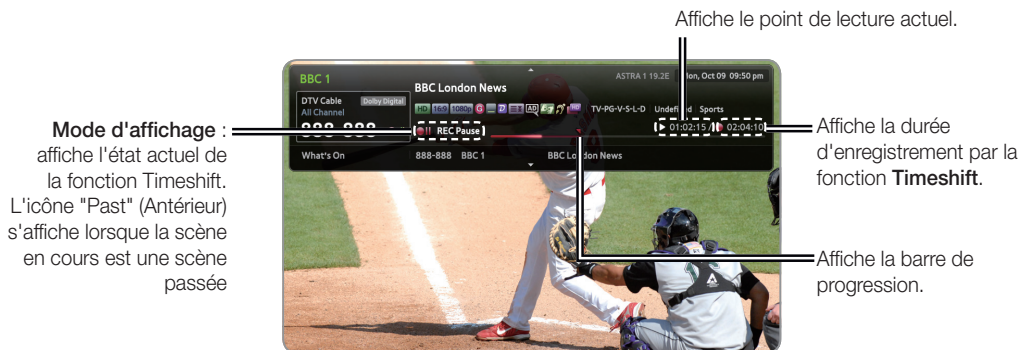 Affiche le point de lecture actuel.
BBC 1
ASTRA 1 19.2E
Mon, Oct 09 09:50 pm
BBC London News
DTV Cable
Dolby Digital
All Channel
HD 16:9 1080p G D AD HD
TV-PG-V-S-L-D Undefined Sports
888-888
REC Pause
01:02:15 /
02:04:10
What's On
888-888 BBC 1
BBC London News
Mode d'affichage :
affiche l'état actuel de
la fonction Timeshift.
L'icône "Past" (Antérieur)
s'affiche lorsque la scène
en cours est une scène
passée
Affiche la durée
d'enregistrement par la
fonction Timeshift.
Affiche la barre de
progression.